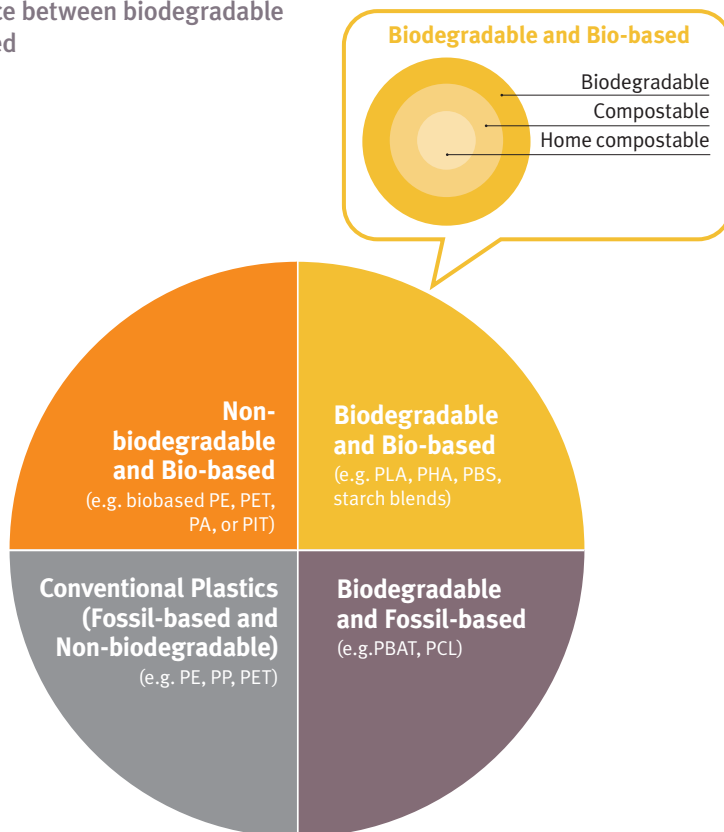 between biodegradable
Biodegradable and Bio-based
Biodegradable
Compostable
Home compostable
Non-
biodegradable
and Bio-based
(e.g. biobased PE, PET,
PA, or PIT)
Biodegradable
and Bio-based
(e.g. PLA, PHA, PBS,
starch blends)
Conventional Plastics
(Fossil-based and
Non-biodegradable)
(e.g. PE, PP, PET)
Biodegradable
and Fossil-based
(e.g.PBAT, PCL)